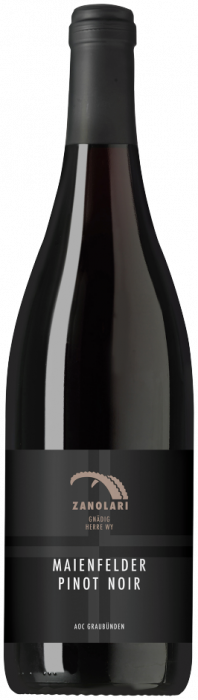 ZANOLARI
GNÄDIG
HERRE WY
MAIENFELDER
PINOT NOIR
AOC GRAUBÜNDEN